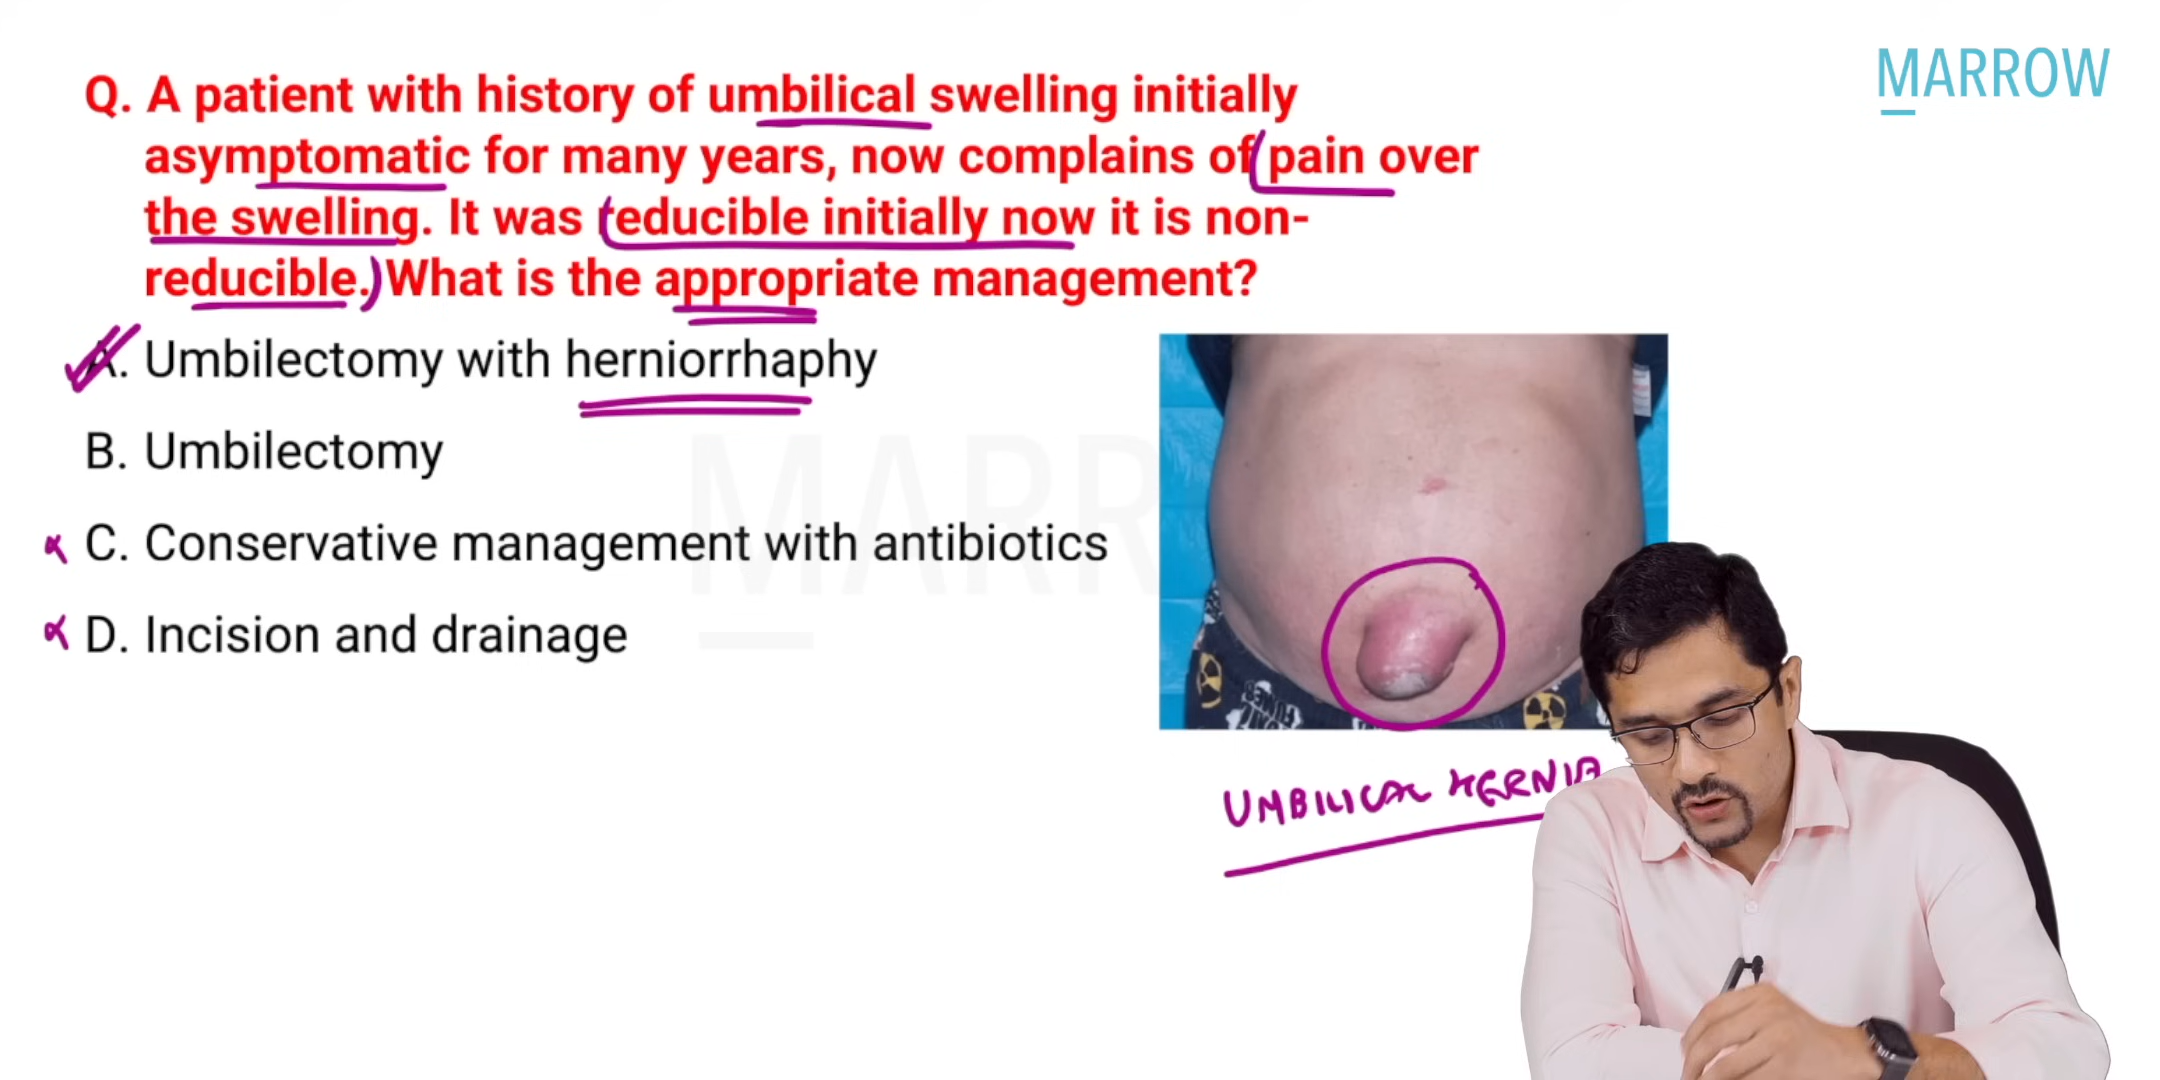 MARROW
Q. A patient with history of umbilical swelling initially
asymptomatic for many years, now complains of pain over
the swelling. It was reducible initially now it is non-
reducible. What is the appropriate management?
A. Umbilectomy with herniorrhaphy
B. Umbilectomy
C. Conservative management with antibiotics
D. Incision and drainage
UMBILICAL HERNIA